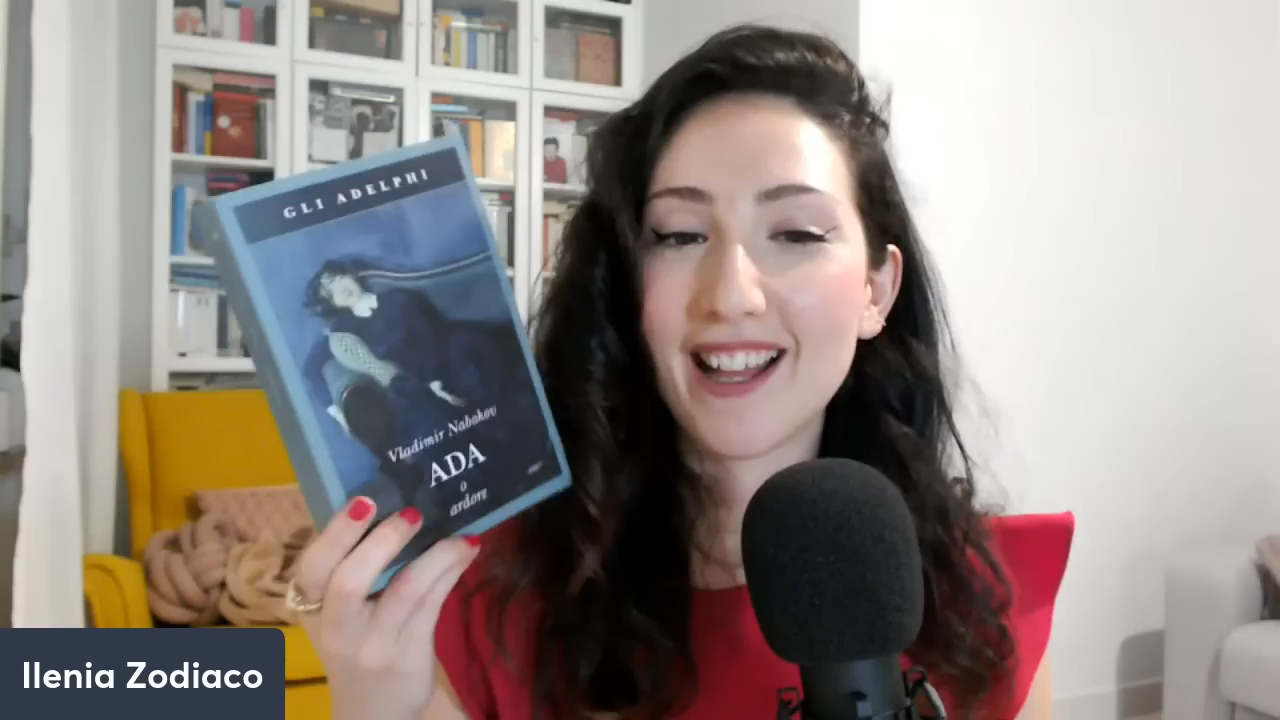 GLI ADELPHI
Vladimir Nabokov
ADA
o
ardore
Ilenia Zodiaco